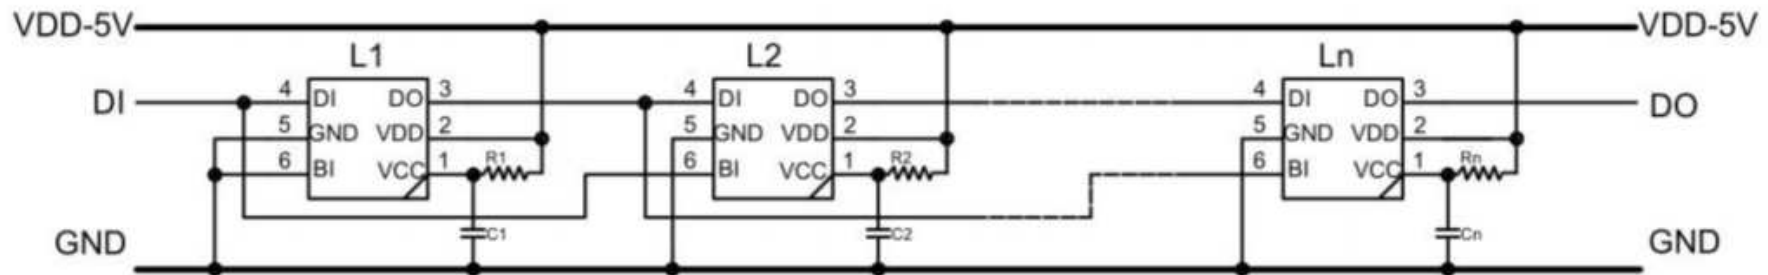 VDD-5V VDD-5V
L1 L2 Ln
DI 4 DI DO 3 4 DI DO 3 4 DI DO 3 DO
5 GND VDD 2 5 GND VDD 2 5 GND VDD 2
6 BI VCC 1 R1 6 BI VCC 1 R2 6 BI VCC 1 Rn
GND C1 C2 Cn GND